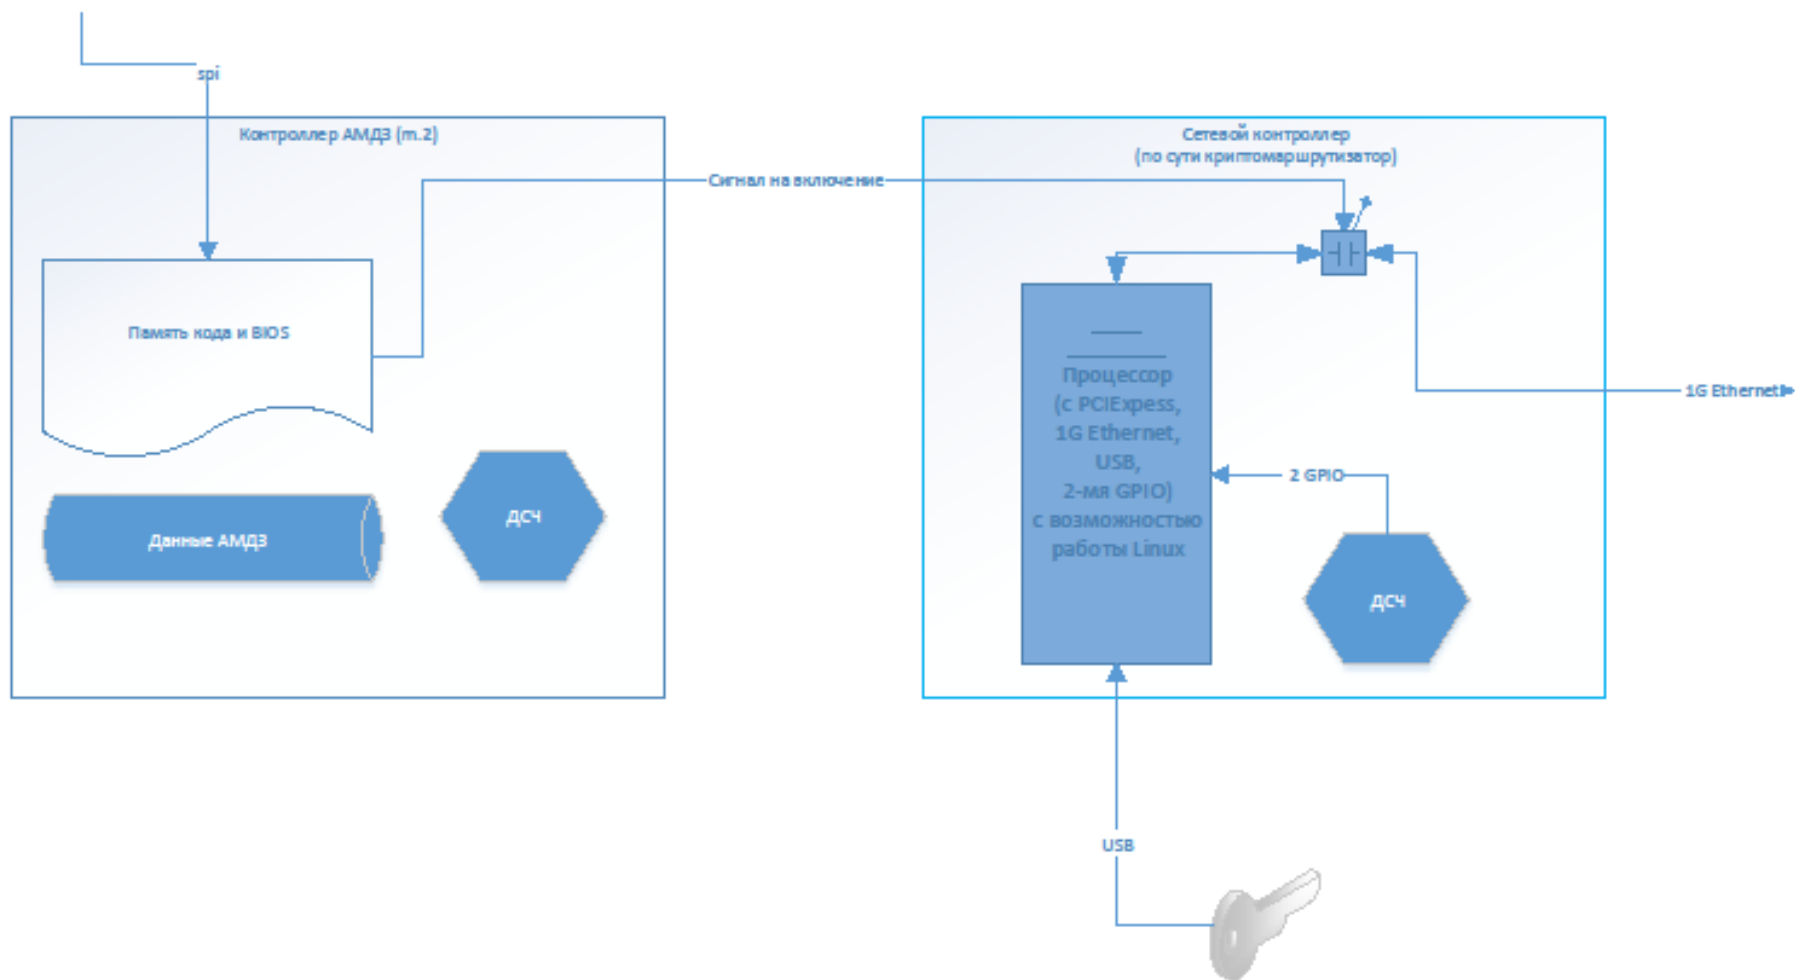 spi
Контроллер АМДЗ (m.2)
Сетевой контроллер
(по сути криптомаршрутизатор)
Сигнал на включение
Память кода и BIOS
Процессор
(с PCIExpess,
1G Ethernet,
USB,
2-мя GPIO)
с возможностью
работы Linux
1G Ethernet
2 GPIO
ДСЧ
Данные АМДЗ
ДСЧ
USB